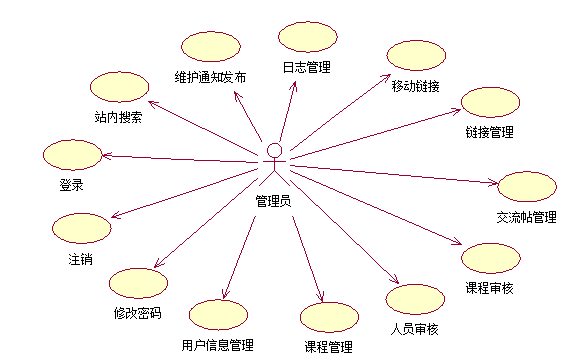 日志管理
维护通知发布
移动链接
站内搜索
链接管理
登录
管理员
交流帖管理
注销
课程审核
修改密码
人员审核
用户信息管理
课程管理